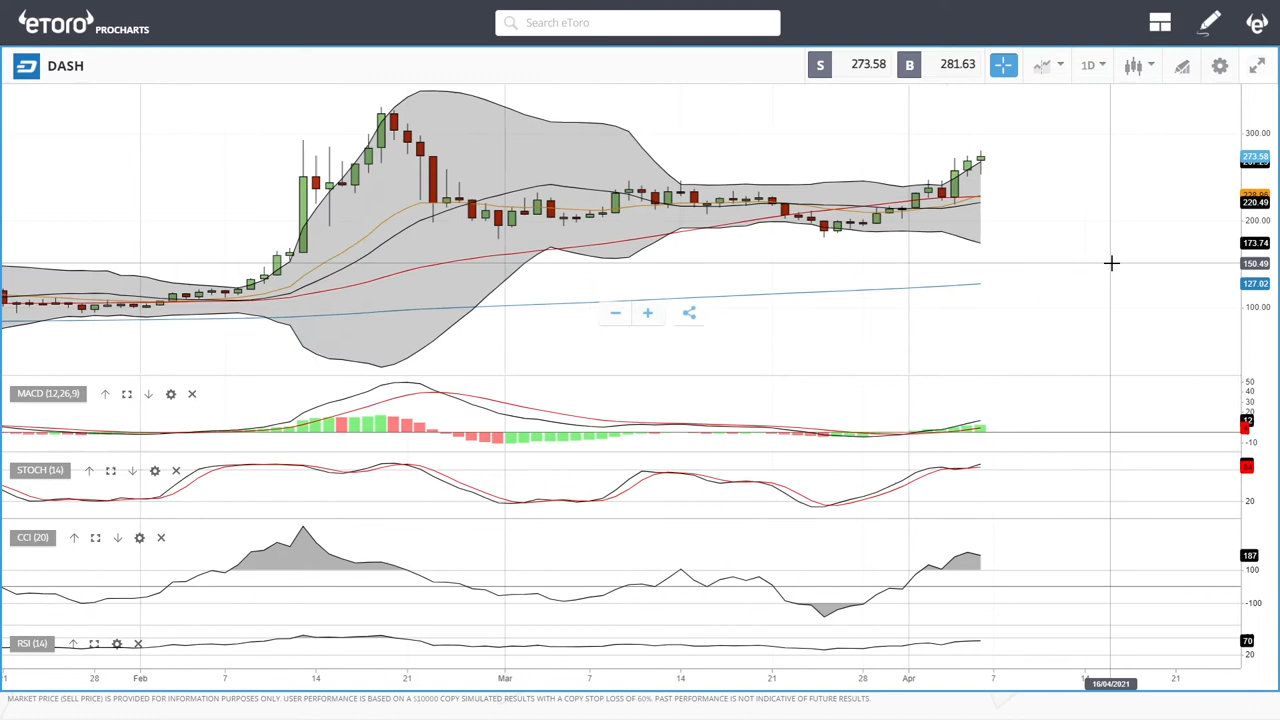 eTORO PROCHARTS
Search eToro
DASH
S 273.58 B 281.63 1D
300.00
273.58
220.49
200.00
173.74
150.49
127.02
100.00
MACD (12,26,9)
50
40
30
20
-10
STOCH (14)
20
CCI (20)
187
100
-100
RSI (14)
70
20
21 28 Feb 7 14 21 Mar 7 14 21 28 Apr 7 14 21
16/04/2021
MARKET PRICE (SELL PRICE) IS PROVIDED FOR INFORMATION PURPOSES ONLY. USER PERFORMANCE IS BASED ON A $10000 COPY SIMULATED RESULTS WITH A COPY STOP LOSS OF 60%. PAST PERFORMANCE IS NOT INDICATIVE OF FUTURE RESULTS.